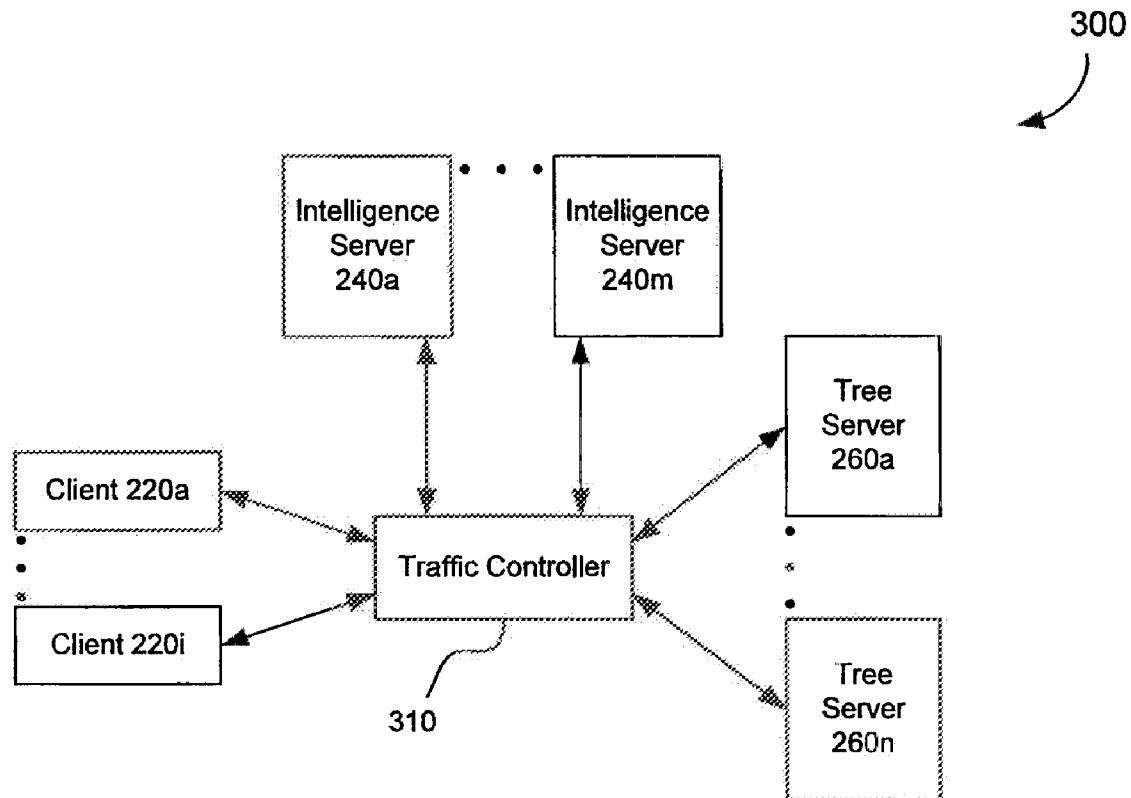 300
Intelligence
Server
240a
Intelligence
Server
240m
Tree
Server
260a
Client 220a
Traffic Controller
Client 220i
310
Tree
Server
260n